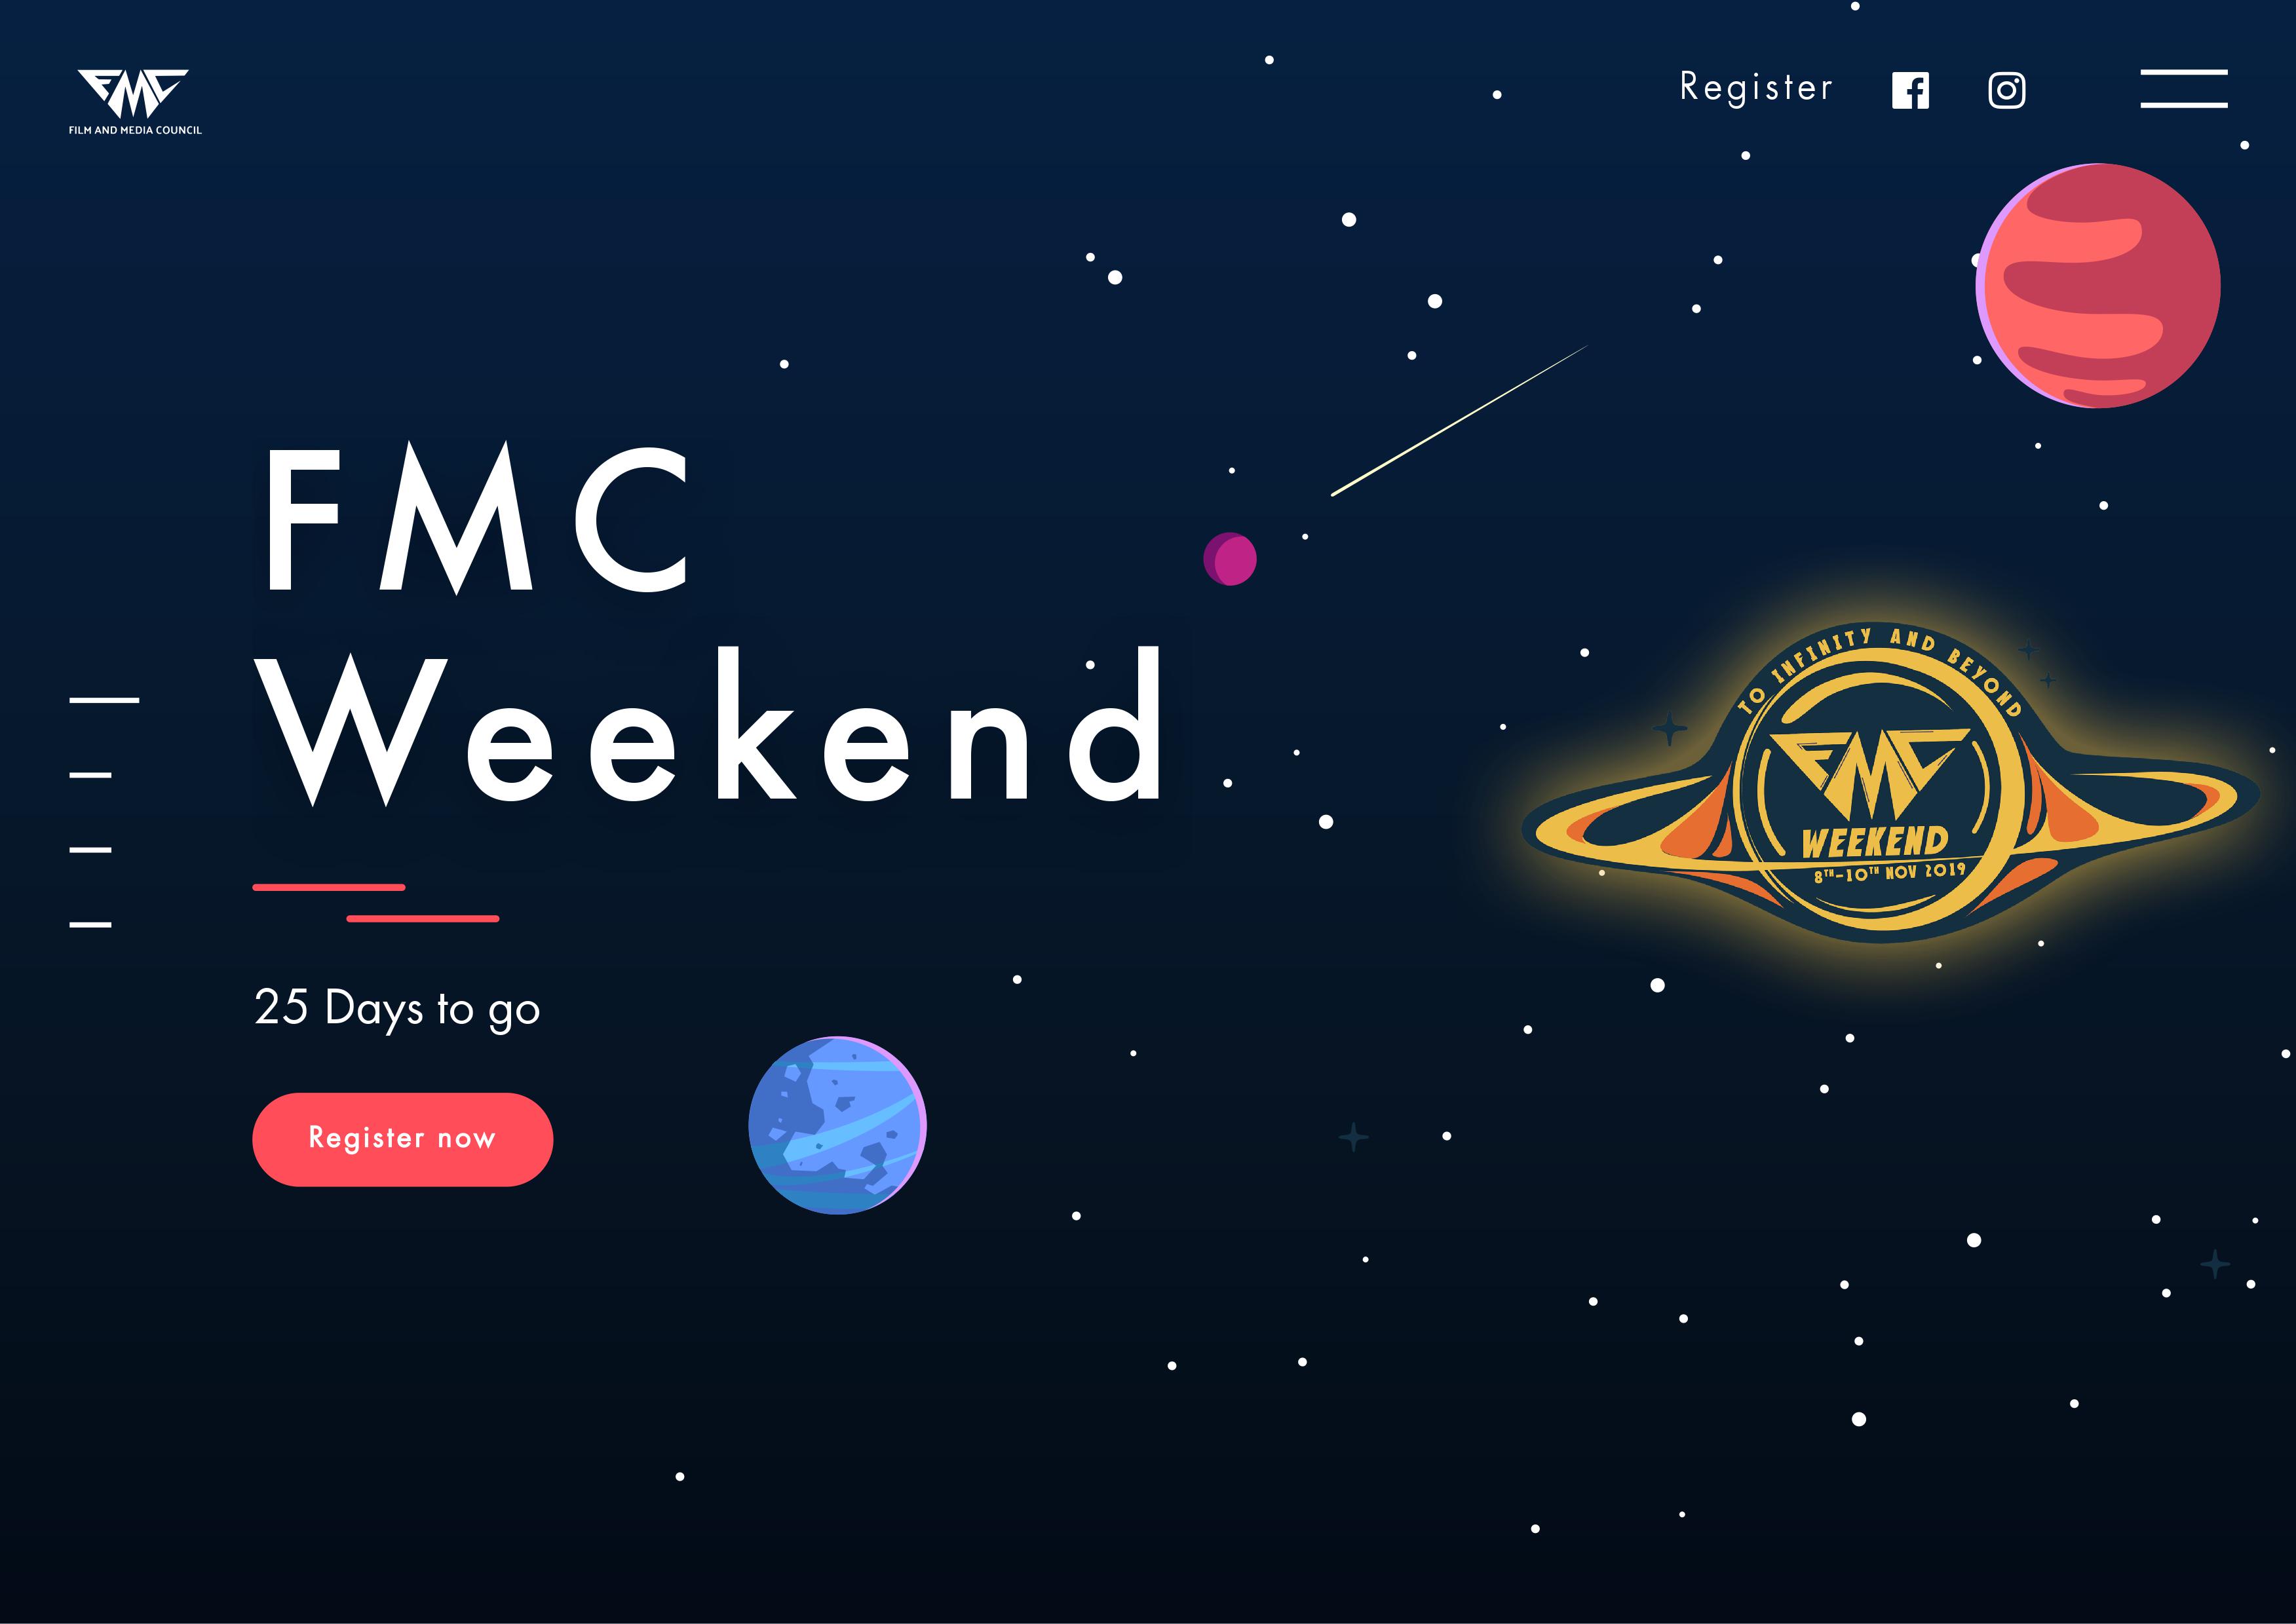 FMC
FILM AND MEDIA COUNCIL
Register
FMC
Weekend
TO INFINITY AND BEYOND
FMC
WEEKEND
8TH-10TH NOV 2019
25 Days to go
Register now